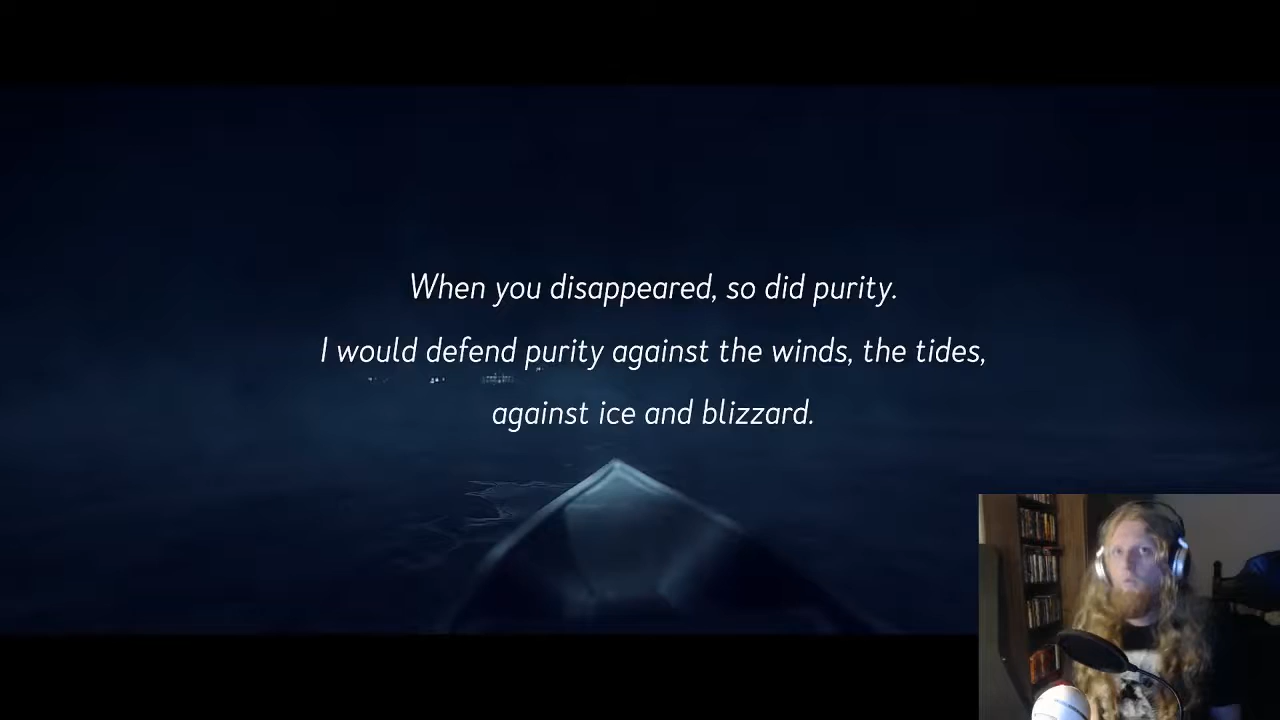 When you disappeared, so did purity.
I would defend purity against the winds, the tides,
against ice and blizzard.